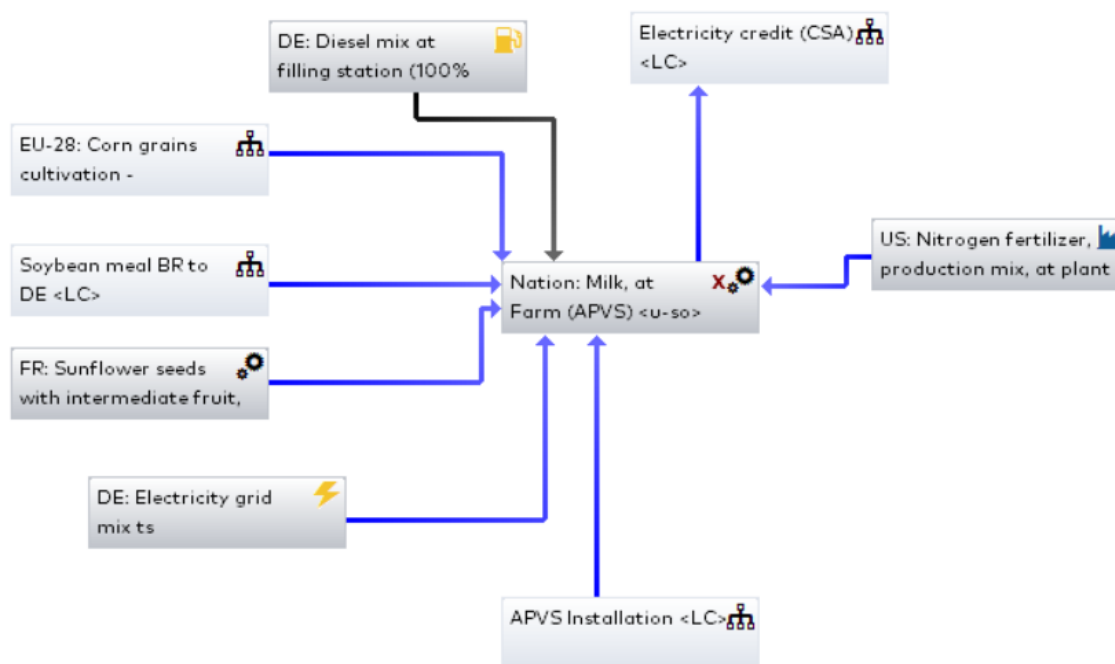 DE: Diesel mix at
filling station (100%
Electricity credit (CSA)
<LC>
EU-28: Corn grains
cultivation -
US: Nitrogen fertilizer,
production mix, at plant
Soybean meal BR to
DE <LC>
Nation: Milk, at
X
Farm (APVS) <u-so>
FR: Sunflower seeds
with intermediate fruit,
DE: Electricity grid
mix ts
APVS Installation <LC>